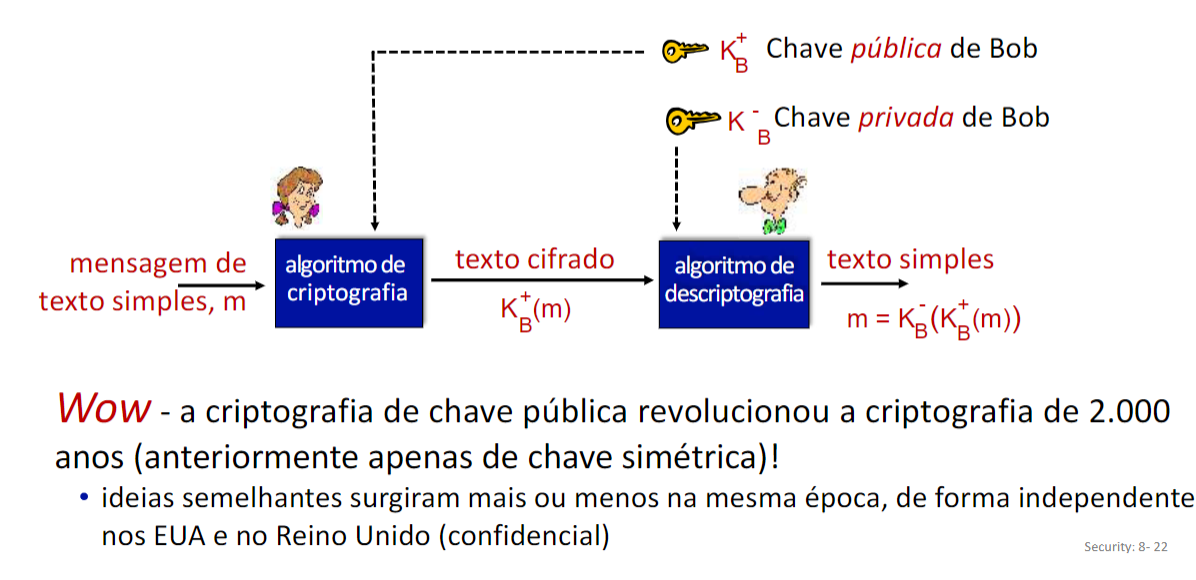 K_B^+ Chave pública de Bob
K_B^- Chave privada de Bob
mensagem de
texto simples, m
algoritmo de
criptografia
texto cifrado
K_B^+(m)
algoritmo de
descriptografia
texto simples
m = K_B^-(K_B^+(m))
Wow - a criptografia de chave pública revolucionou a criptografia de 2.000
anos (anteriormente apenas de chave simétrica)!
• ideias semelhantes surgiram mais ou menos na mesma época, de forma independente
nos EUA e no Reino Unido (confidencial)
Security: 8- 22